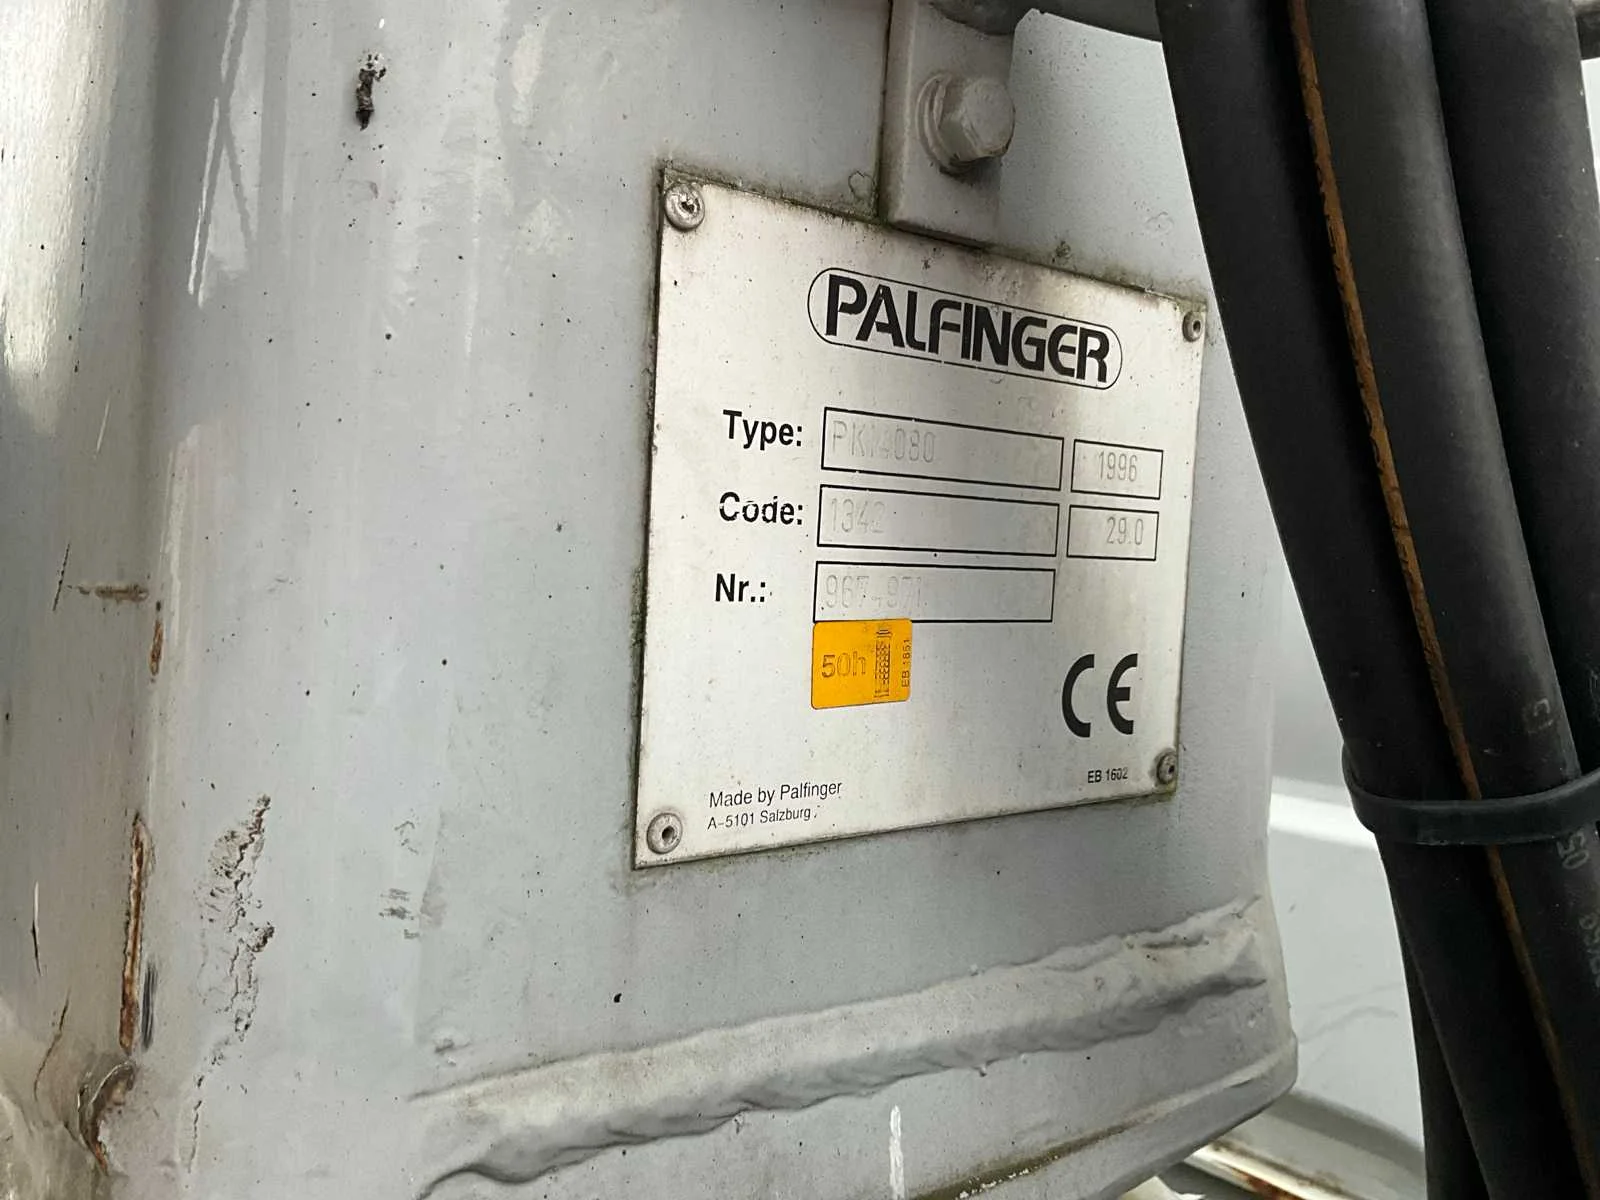 PALFINGER
Type: PK14080 1996
Code: 1342 29.0
Nr.:
50h EB 1651
CE
Made by Palfinger EB 1602
A-5101 Salzburg